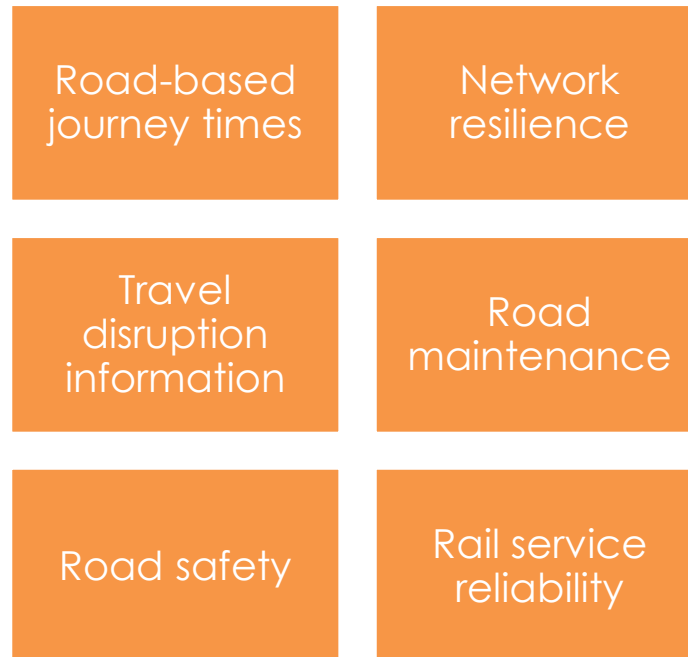 Road-based
journey times
Network
resilience
Travel
disruption
information
Road
maintenance
Road safety
Rail service
reliability